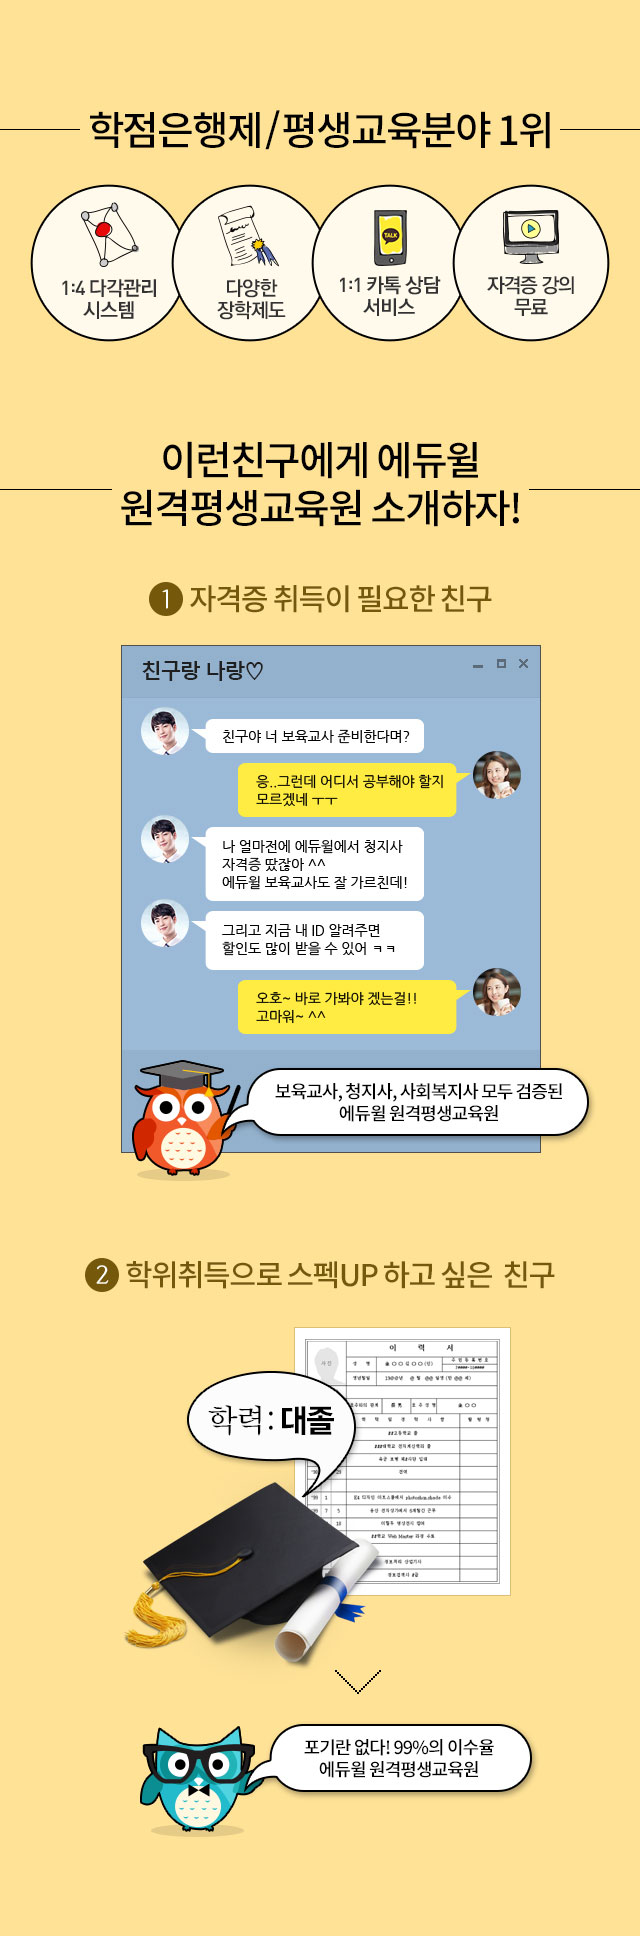 학점은행제/평생교육분야 1위
1:4 다각관리
시스템
다양한
장학제도
TALK
1:1 카톡 상담
서비스
자격증 강의
무료
이런친구에게 에듀윌
원격평생교육원 소개하자!
1 자격증 취득이 필요한 친구
친구랑 나랑♡
친구야 너 보육교사 준비한다며?
응..그런데 어디서 공부해야 할지
모르겠네 ㅜㅜ
나 얼마전에 에듀윌에서 청지사
자격증 땄잖아 ^^
에듀윌 보육교사도 잘 가르친데!
그리고 지금 내 ID 알려주면
할인도 많이 받을 수 있어 ㅋㅋ
오호~ 바로 가봐야 겠는걸!!
고마워~ ^^
보육교사, 청지사, 사회복지사 모두 검증된
에듀윌 원격평생교육원
2 학위취득으로 스펙UP 하고 싶은 친구
이 력 서
학력: 대졸
포기란 없다! 99%의 이수율
에듀윌 원격평생교육원